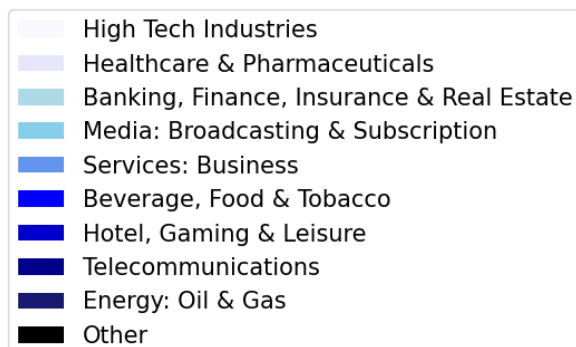 High Tech Industries
Healthcare & Pharmaceuticals
Banking, Finance, Insurance & Real Estate
Media: Broadcasting & Subscription
Services: Business
Beverage, Food & Tobacco
Hotel, Gaming & Leisure
Telecommunications
Energy: Oil & Gas
Other